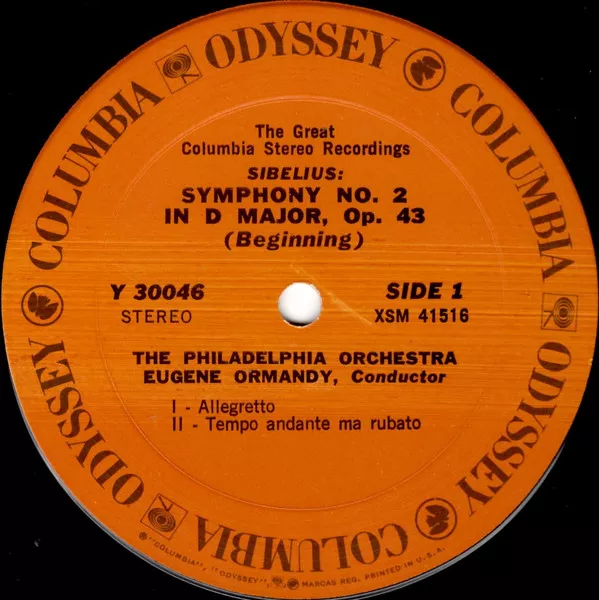 COLUMBIA ODYSSEY COLUMBIA ODYSSEY COLUMBIA ODYSSEY
The Great
Columbia Stereo Recordings
SIBELIUS:
SYMPHONY NO. 2
IN D MAJOR, Op. 43
(Beginning)
Y 30046 SIDE 1
STEREO XSM 41516
THE PHILADELPHIA ORCHESTRA
EUGENE ORMANDY, Conductor
I - Allegretto
II - Tempo andante ma rubato
℗ "COLUMBIA", "ODYSSEY", MARCAS REG. PRINTED IN U.S.A.